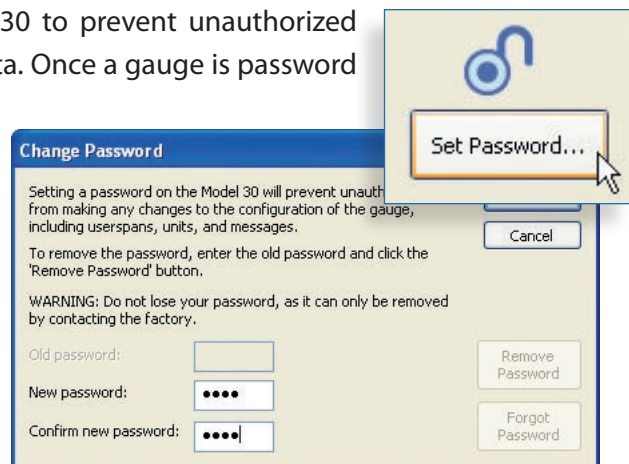 30 to prevent unauthorized
ta. Once a gauge is password
Set Password...
Change Password
Setting a password on the Model 30 will prevent unauth
from making any changes to the configuration of the gauge,
including userspans, units, and messages.
Cancel
To remove the password, enter the old password and click the
'Remove Password' button.
WARNING: Do not lose your password, as it can only be removed
by contacting the factory.
Old password:
Remove
Password
New password:
Confirm new password:
Forgot
Password